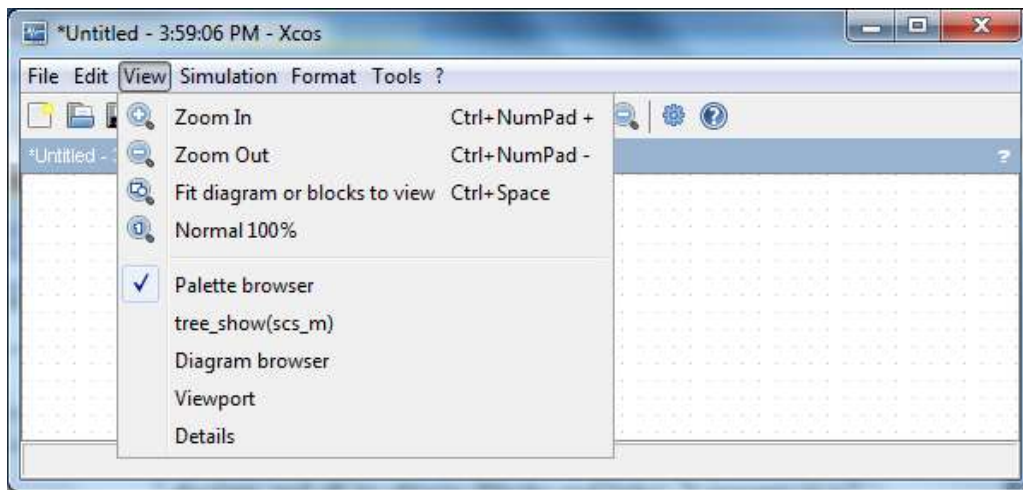 *Untitled - 3:59:06 PM - Xcos
File Edit View Simulation Format Tools ?
Zoom In Ctrl+NumPad +
Zoom Out Ctrl+NumPad -
*Untitled - 3
?
Fit diagram or blocks to view Ctrl+Space
Normal 100%
Palette browser
tree_show(scs_m)
Diagram browser
Viewport
Details